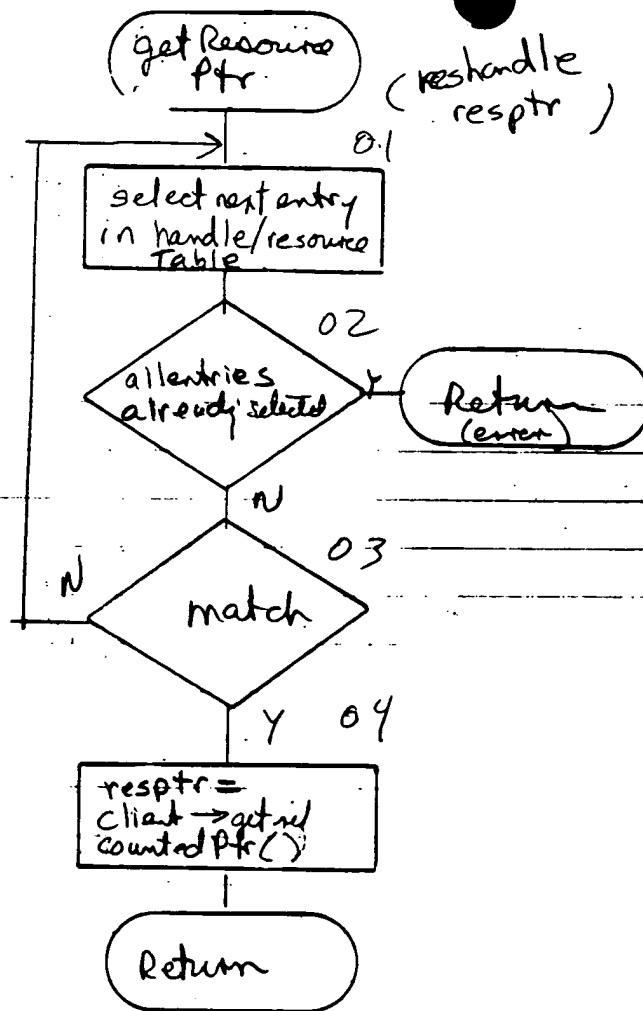 get Resource
Ptr
(reshandle
resptr)
01
select next entry
in handle/resource
Table
02
all entries
already selected
Y
Return
(error)
N
03
N
match
Y
04
resptr =
client → get ref
counted Ptr()
Return